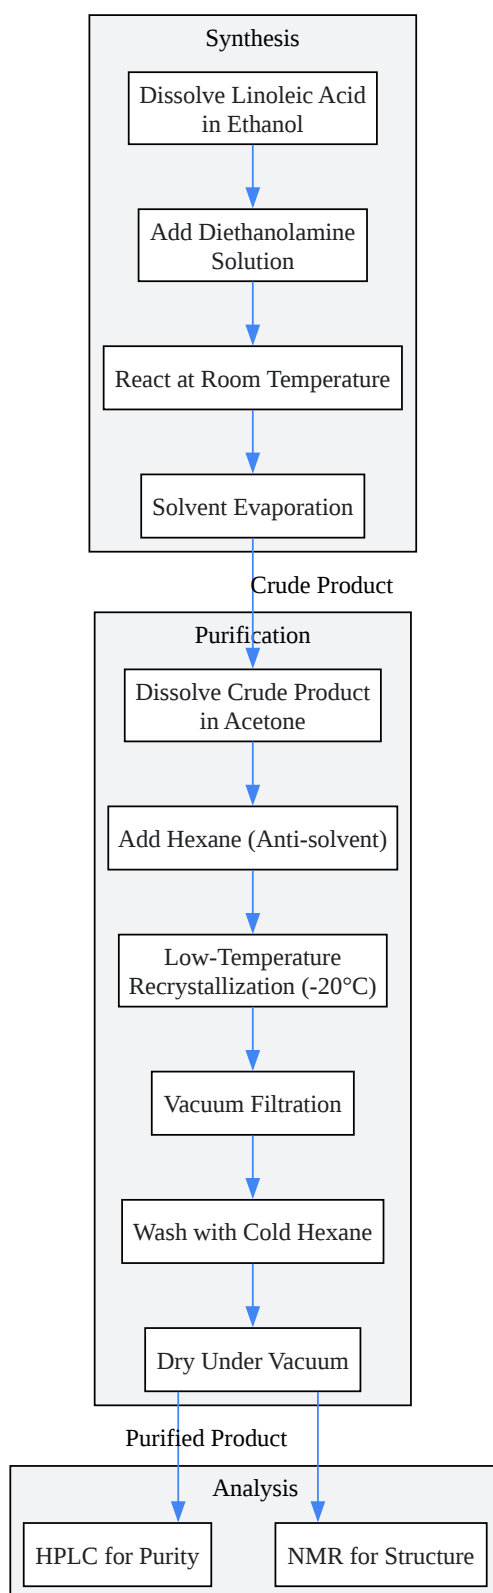 Synthesis
Dissolve Linoleic Acid
in Ethanol
Add Diethanolamine
Solution
React at Room Temperature
Solvent Evaporation
Crude Product
Purification
Dissolve Crude Product
in Acetone
Add Hexane (Anti-solvent)
Low-Temperature
Recrystallization (-20°C)
Vacuum Filtration
Wash with Cold Hexane
Dry Under Vacuum
Purified Product
Analysis
HPLC for Purity
NMR for Structure